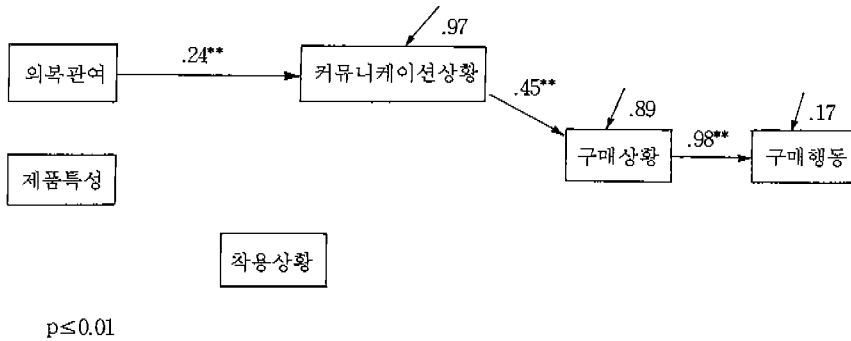 .97
.24**
의복관여
커뮤니케이션상황
.45**
.89
.17
.98**
구매상황
구매행동
제품특성
착용상황
p≤0.01